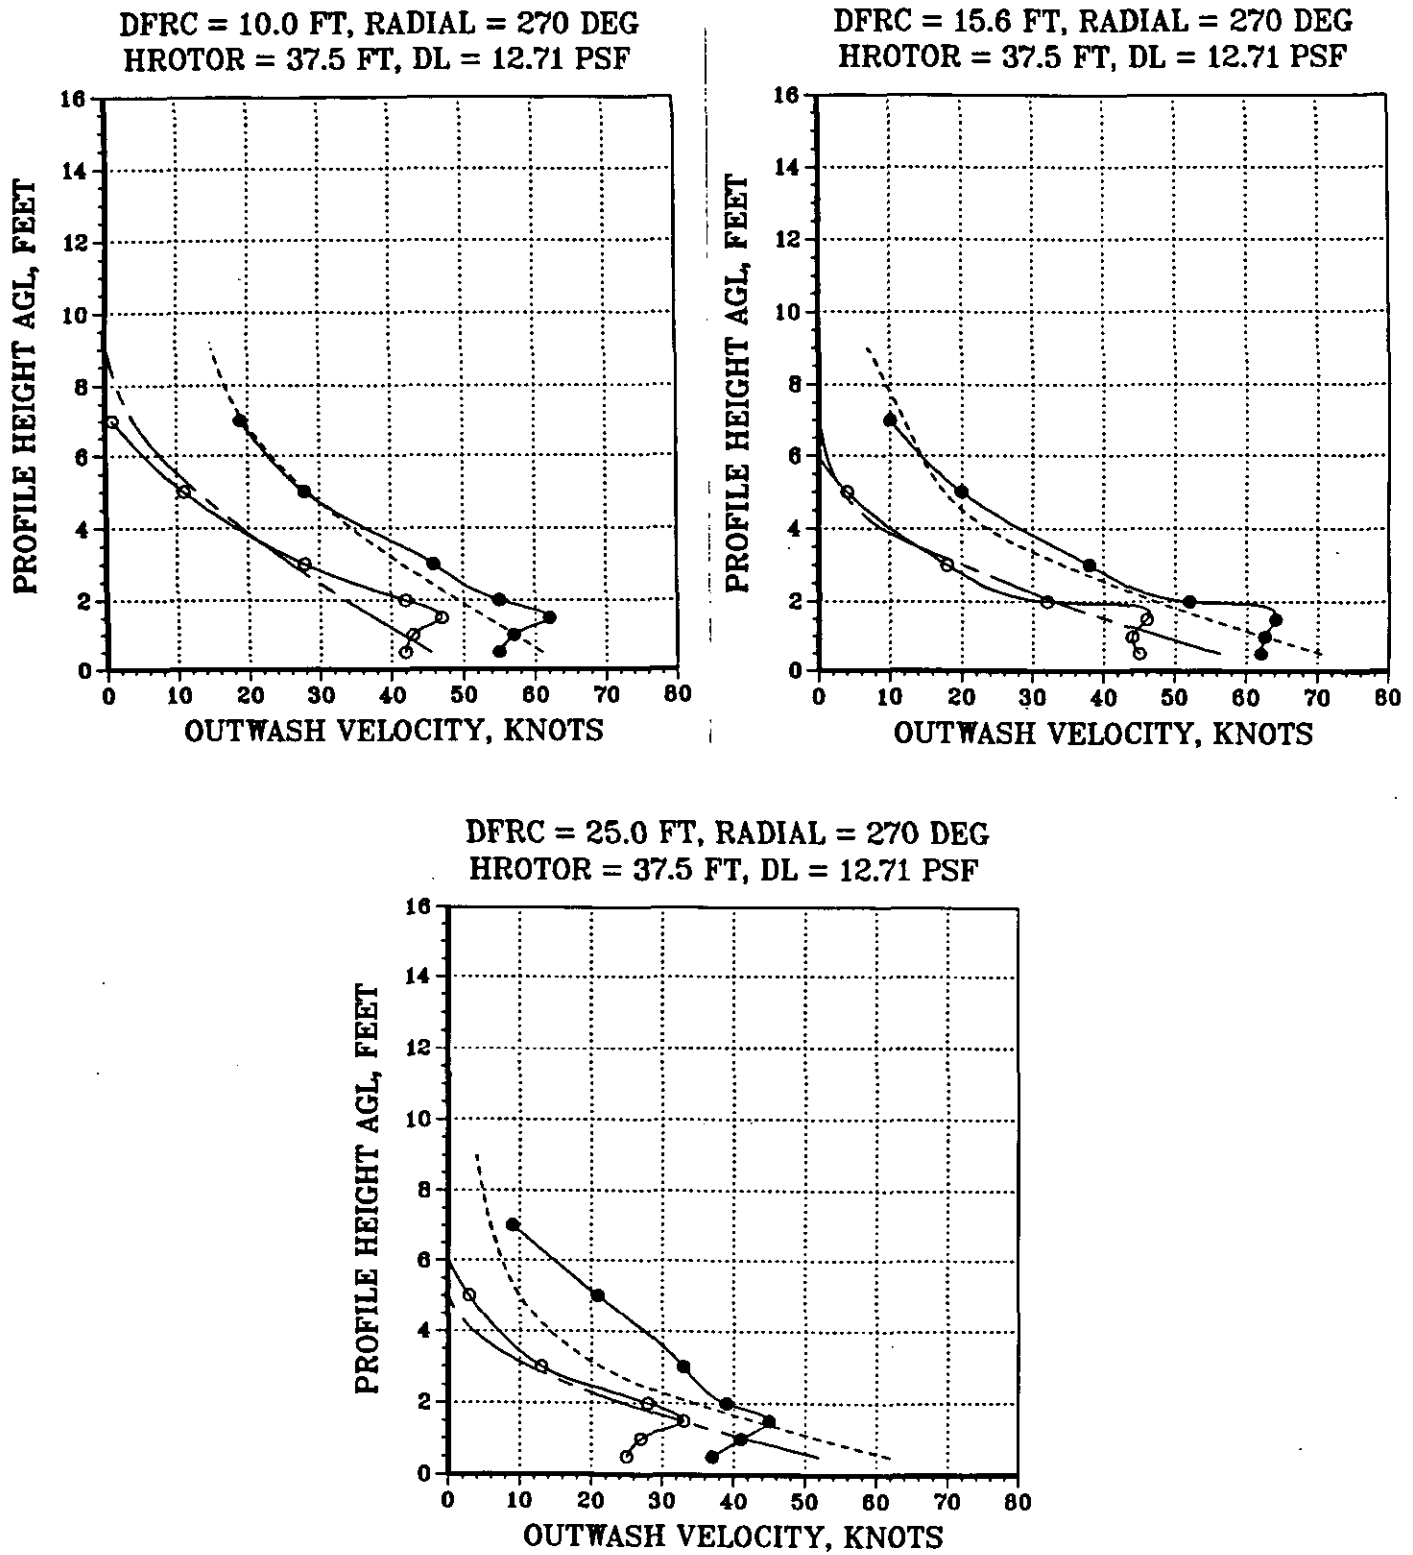 DFRC = 10.0 FT, RADIAL = 270 DEG
HROTOR = 37.5 FT, DL = 12.71 PSF
PROFILE HEIGHT AGL, FEET
16
14
12
10
8
6
4
2
0
0 10 20 30 40 50 60 70 80
OUTWASH VELOCITY, KNOTS
DFRC = 15.6 FT, RADIAL = 270 DEG
HROTOR = 37.5 FT, DL = 12.71 PSF
PROFILE HEIGHT AGL, FEET
16
14
12
10
8
6
4
2
0
0 10 20 30 40 50 60 70 80
OUTWASH VELOCITY, KNOTS
DFRC = 25.0 FT, RADIAL = 270 DEG
HROTOR = 37.5 FT, DL = 12.71 PSF
PROFILE HEIGHT AGL, FEET
16
14
12
10
8
6
4
2
0
0 10 20 30 40 50 60 70 80
OUTWASH VELOCITY, KNOTS